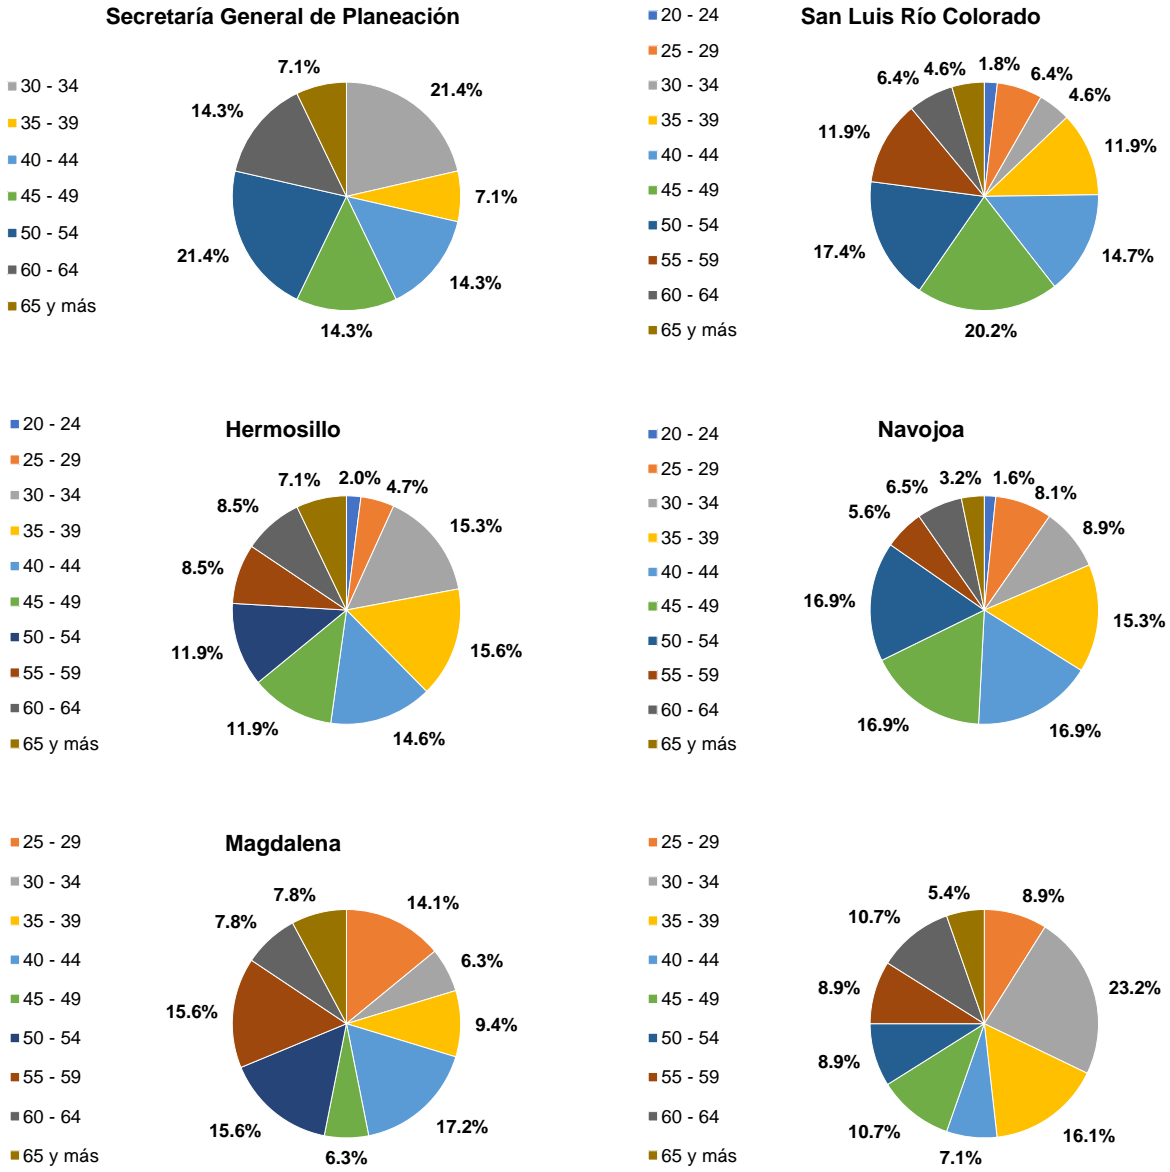 Secretaría General de Planeación
30 - 34
35 - 39
40 - 44
45 - 49
50 - 54
60 - 64
65 y más
21.4%
7.1%
14.3%
14.3%
21.4%
14.3%
7.1%
San Luis Río Colorado
20 - 24
25 - 29
30 - 34
35 - 39
40 - 44
45 - 49
50 - 54
55 - 59
60 - 64
65 y más
1.8%
6.4%
4.6%
11.9%
14.7%
20.2%
17.4%
11.9%
6.4%
4.6%
Hermosillo
20 - 24
25 - 29
30 - 34
35 - 39
40 - 44
45 - 49
50 - 54
55 - 59
60 - 64
65 y más
2.0%
4.7%
15.3%
15.6%
14.6%
11.9%
11.9%
8.5%
8.5%
7.1%
Navojoa
20 - 24
25 - 29
30 - 34
35 - 39
40 - 44
45 - 49
50 - 54
55 - 59
60 - 64
65 y más
1.6%
8.1%
8.9%
15.3%
16.9%
16.9%
16.9%
5.6%
6.5%
3.2%
Magdalena
25 - 29
30 - 34
35 - 39
40 - 44
45 - 49
50 - 54
55 - 59
60 - 64
65 y más
14.1%
6.3%
9.4%
17.2%
6.3%
15.6%
15.6%
7.8%
7.8%
25 - 29
30 - 34
35 - 39
40 - 44
45 - 49
50 - 54
55 - 59
60 - 64
65 y más
8.9%
23.2%
16.1%
7.1%
10.7%
8.9%
8.9%
10.7%
5.4%